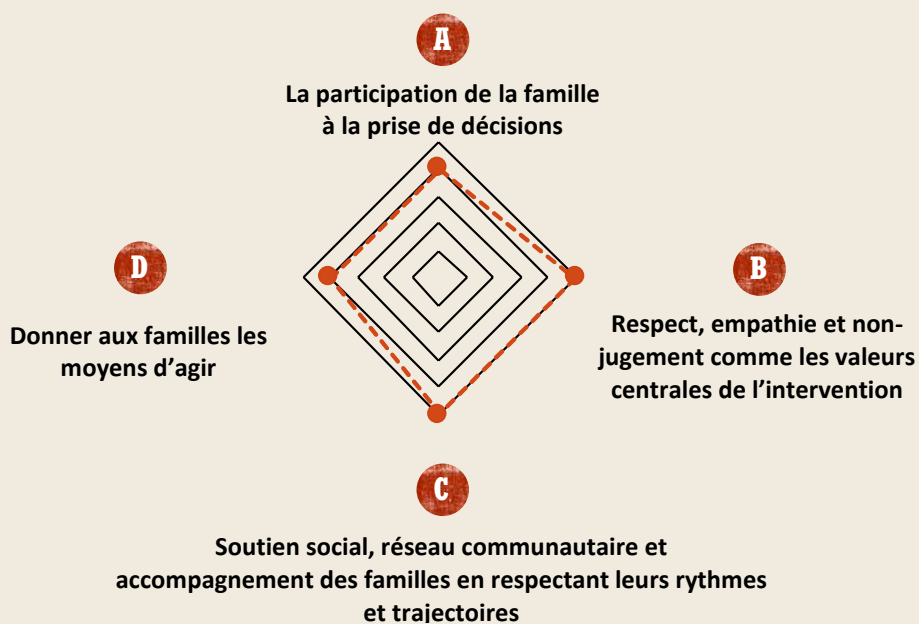 A
La participation de la famille
à la prise de décisions
D
Donner aux familles les
moyens d’agir
B
Respect, empathie et non-
jugement comme les valeurs
centrales de l’intervention
C
Soutien social, réseau communautaire et
accompagnement des familles en respectant leurs rythmes
et trajectoires